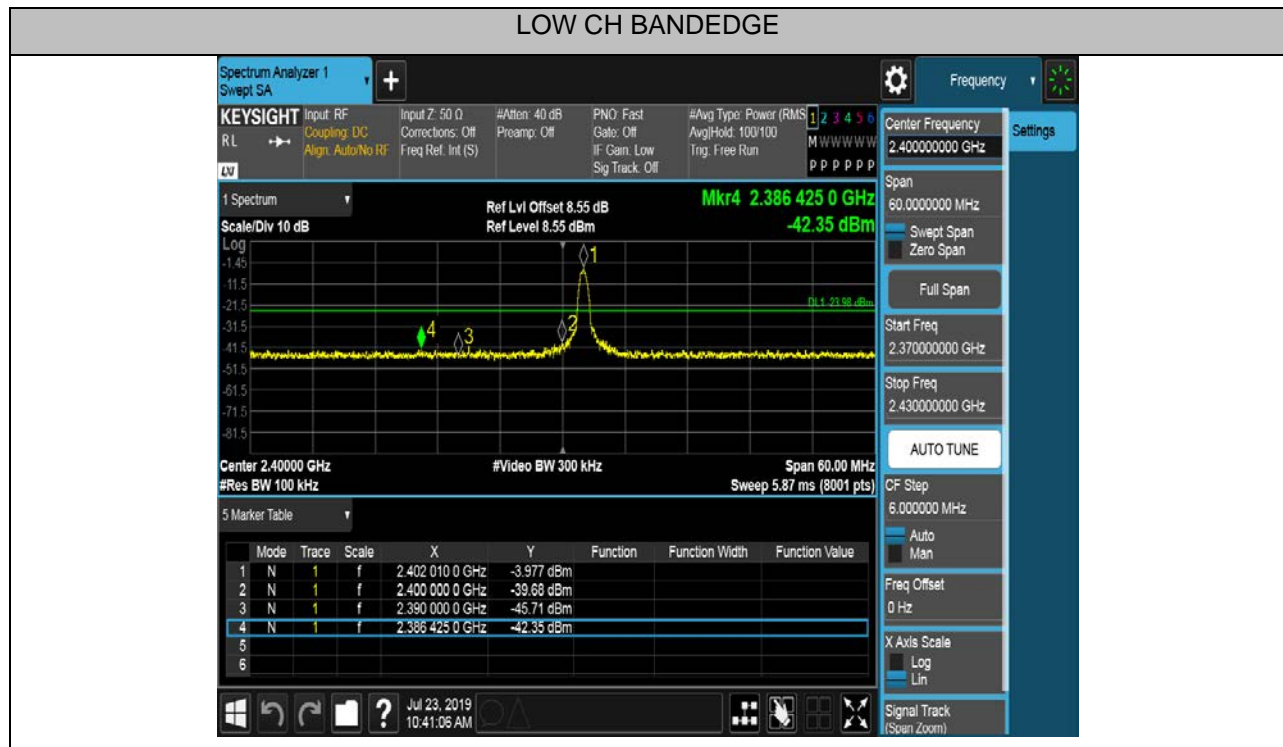 LOW CH BANDEDGE
Spectrum Analyzer 1
Swept SA
Frequency
KEYSIGHT
RL
LXI
Input: RF
Coupling: DC
Align: Auto/No RF
Input Z: 50 Ω
Corrections: Off
Freq Ref: Int (S)
#Atten: 40 dB
Preamp: Off
PNO: Fast
Gate: Off
IF Gain: Low
Sig Track: Off
#Avg Type: Power (RMS
Avg|Hold: 100/100
Trig: Free Run
1 2 3 4 5 6
M W W W W W
P P P P P P
Center Frequency
2.400000000 GHz
Settings
1 Spectrum
Scale/Div 10 dB
Ref Lvl Offset 8.55 dB
Ref Level 8.55 dBm
Mkr4 2.386 425 0 GHz
-42.35 dBm
Span
60.0000000 MHz
Swept Span
Zero Span
Full Span
Start Freq
2.370000000 GHz
Stop Freq
2.430000000 GHz
AUTO TUNE
CF Step
6.000000 MHz
Auto
Man
Freq Offset
0 Hz
X Axis Scale
Log
Lin
Signal Track
(Span Zoom)
Log
-1.45
-11.5
-21.5
-31.5
-41.5
-51.5
-61.5
-71.5
-81.5
1
2
3
4
DL1 -23.98 dBm
Center 2.40000 GHz
#Res BW 100 kHz
#Video BW 300 kHz
Span 60.00 MHz
Sweep 5.87 ms (8001 pts)
5 Marker Table
Mode Trace Scale X Y Function Function Width Function Value
1 N 1 f 2.402 010 0 GHz -3.977 dBm
2 N 1 f 2.400 000 0 GHz -39.68 dBm
3 N 1 f 2.390 000 0 GHz -45.71 dBm
4 N 1 f 2.386 425 0 GHz -42.35 dBm
5
6
?
Jul 23, 2019
10:41:06 AM